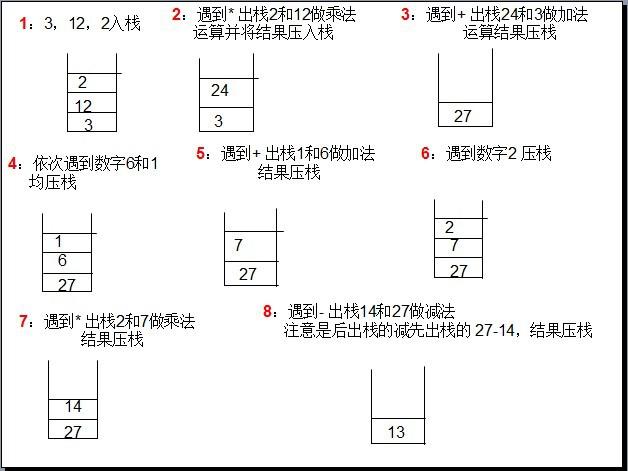 1：3，12，2入栈
2：遇到* 出栈2和12做乘法
运算并将结果压入栈
3：遇到+ 出栈24和3做加法
运算结果压栈
2
12
3
24
3
27
4：依次遇到数字6和1
均压栈
5：遇到+ 出栈1和6做加法
结果压栈
6：遇到数字2 压栈
1
6
27
7
27
2
7
27
7：遇到* 出栈2和7做乘法
结果压栈
8：遇到- 出栈14和27做减法
注意是后出栈的减先出栈的 27-14，结果压栈
14
27
13